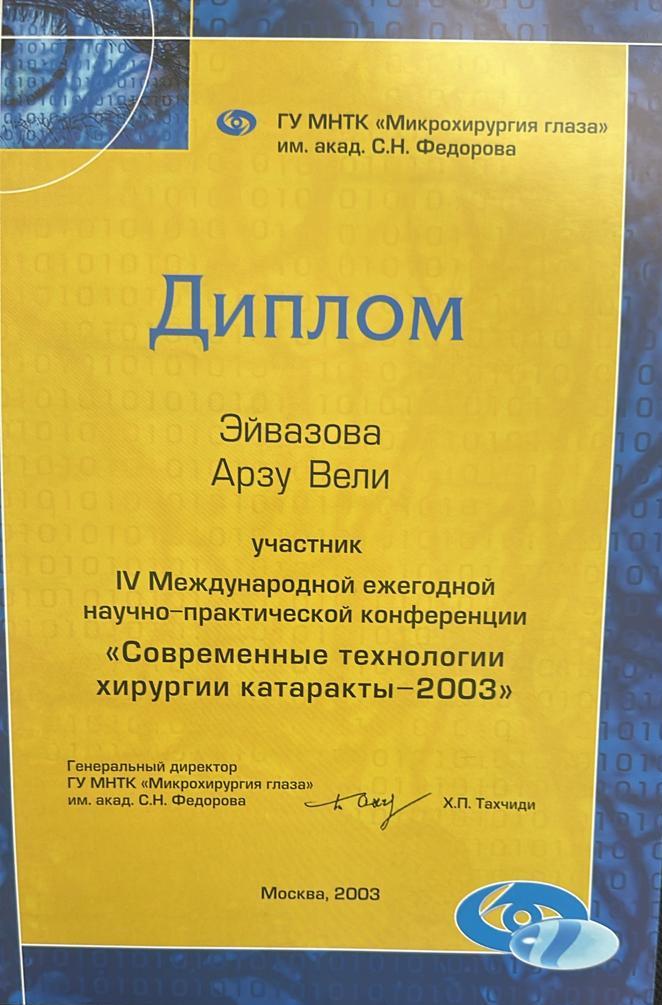 ГУ МНТК «Микрохирургия глаза»
им. акад. С.Н. Федорова
Диплом
Эйвазова
Арзу Вели
участник
IV Международной ежегодной
научно-практической конференции
«Современные технологии
хирургии катаракты-2003»
Генеральный директор
ГУ МНТК «Микрохирургия глаза»
им. акад. С.Н. Федорова
Х.П. Тахчиди
Москва, 2003